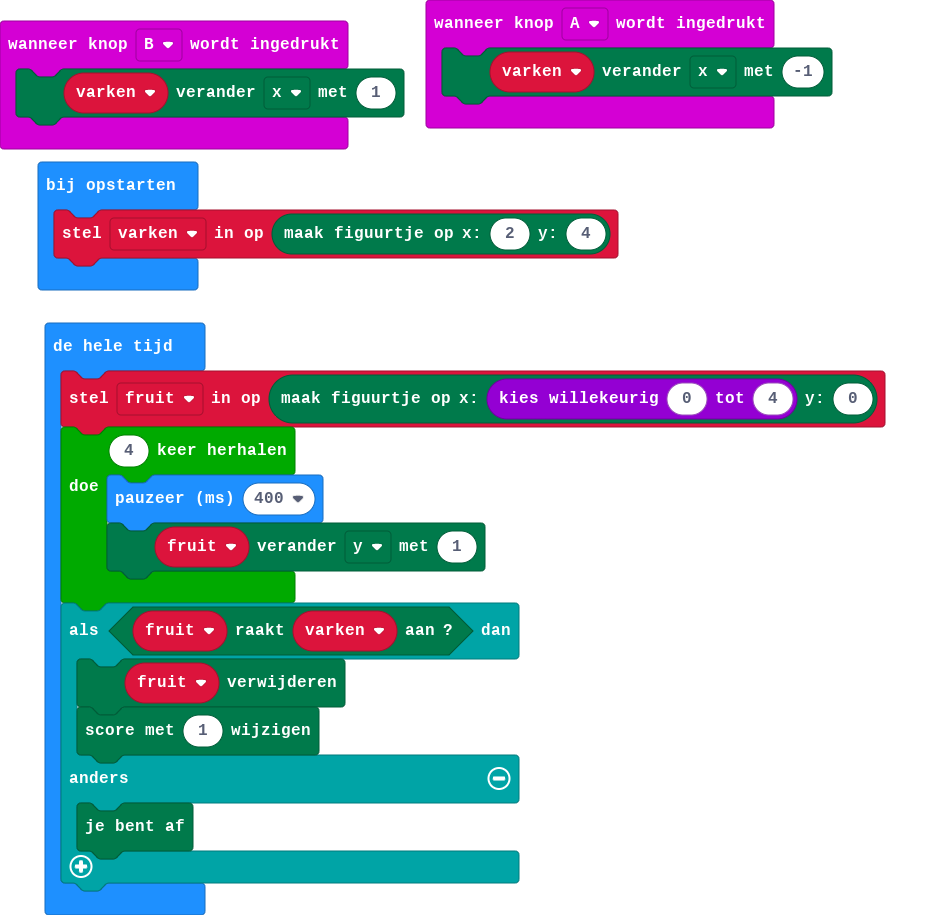 wanneer knop B wordt ingedrukt
varken verander x met 1
wanneer knop A wordt ingedrukt
varken verander x met -1
bij opstarten
stel varken in op maak figuurtje op x: 2 y: 4
de hele tijd
stel fruit in op maak figuurtje op x: kies willekeurig 0 tot 4 y: 0
4 keer herhalen
doe
pauzeer (ms) 400
fruit verander y met 1
als fruit raakt varken aan ? dan
fruit verwijderen
score met 1 wijzigen
anders
je bent af